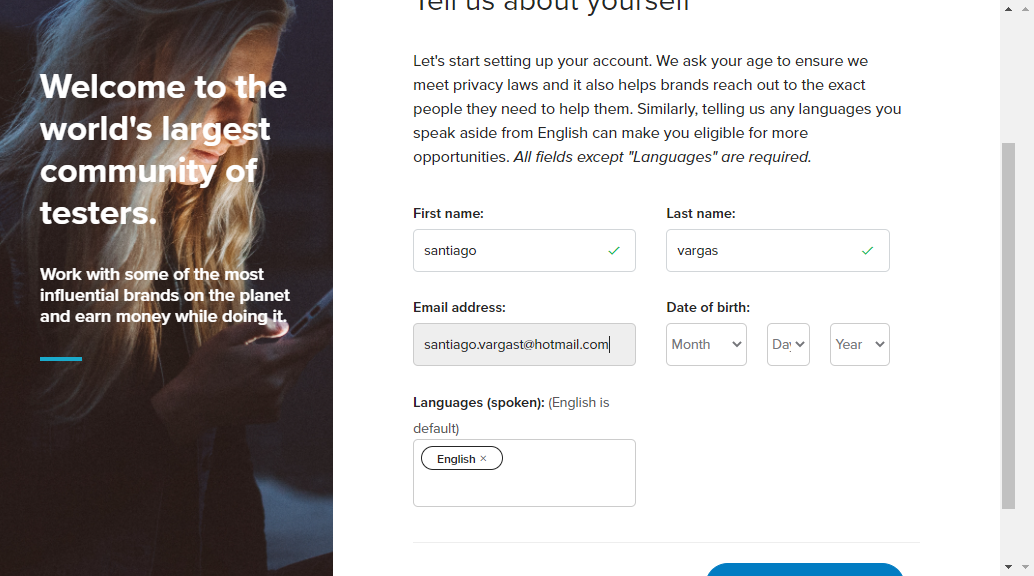 Welcome to the
world's largest
community of
testers.
Work with some of the most
influential brands on the planet
and earn money while doing it.
Tell us about yourself
Let's start setting up your account. We ask your age to ensure we
meet privacy laws and it also helps brands reach out to the exact
people they need to help them. Similarly, telling us any languages you
speak aside from English can make you eligible for more
opportunities. All fields except "Languages" are required.
First name:
Last name:
santiago
vargas
Email address:
Date of birth:
santiago.vargast@hotmail.com
Month
Day
Year
Languages (spoken): (English is
default)
English ×